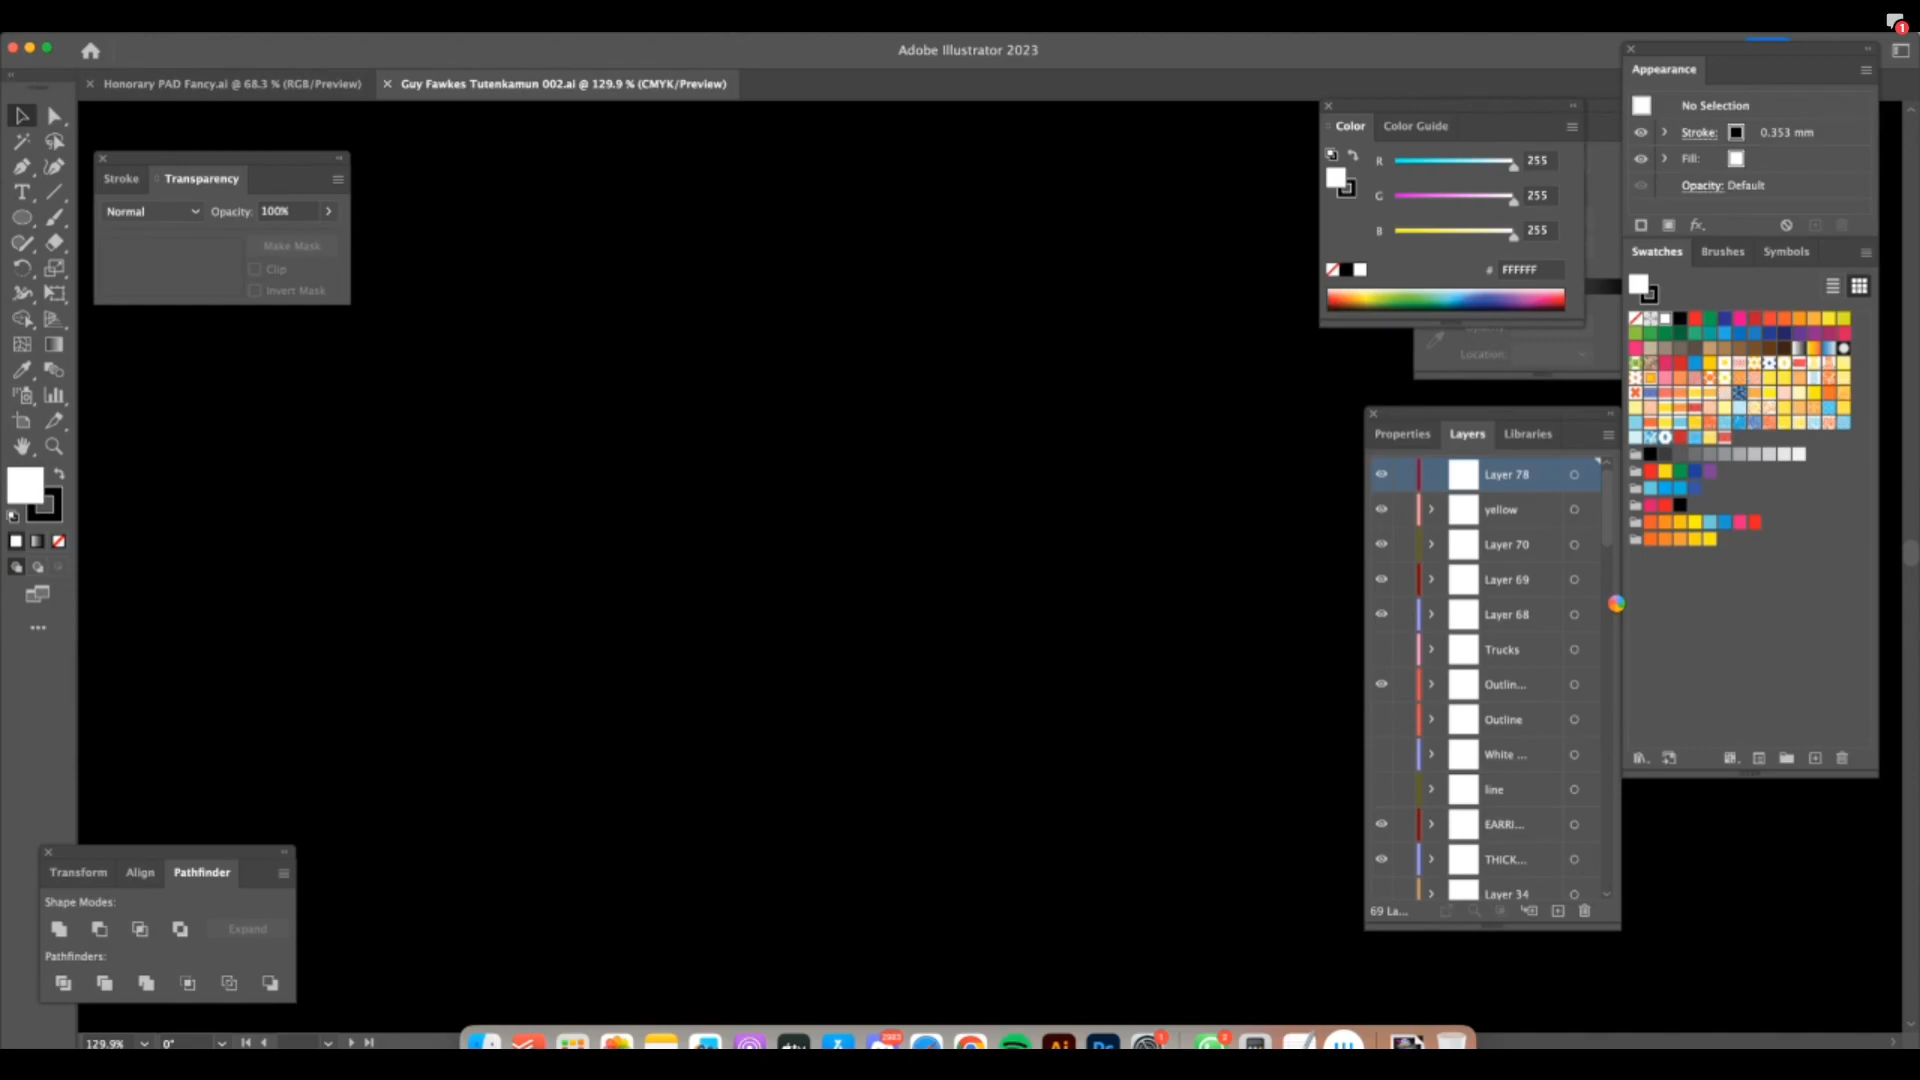 1
Adobe Illustrator 2023
Honorary PAD Fancy.ai @ 68.3 % (RGB/Preview)
Guy Fawkes Tutenkamun 002.ai @ 129.9 % (CMYK/Preview)
Stroke
Transparency
Normal
Opacity: 100%
Make Mask
Clip
Invert Mask
Color
Color Guide
R 255
G 255
B 255
# FFFFFF
Location:
Appearance
No Selection
Stroke: 0.353 mm
Fill:
Opacity: Default
fx
Swatches
Brushes
Symbols
Properties
Layers
Libraries
Layer 78
yellow
Layer 70
Layer 69
Layer 68
Trucks
Outlin...
Outline
White ...
line
EARRI...
THICK...
Layer 34
69 La...
Transform
Align
Pathfinder
Shape Modes:
Expand
Pathfinders:
129.9%
0°